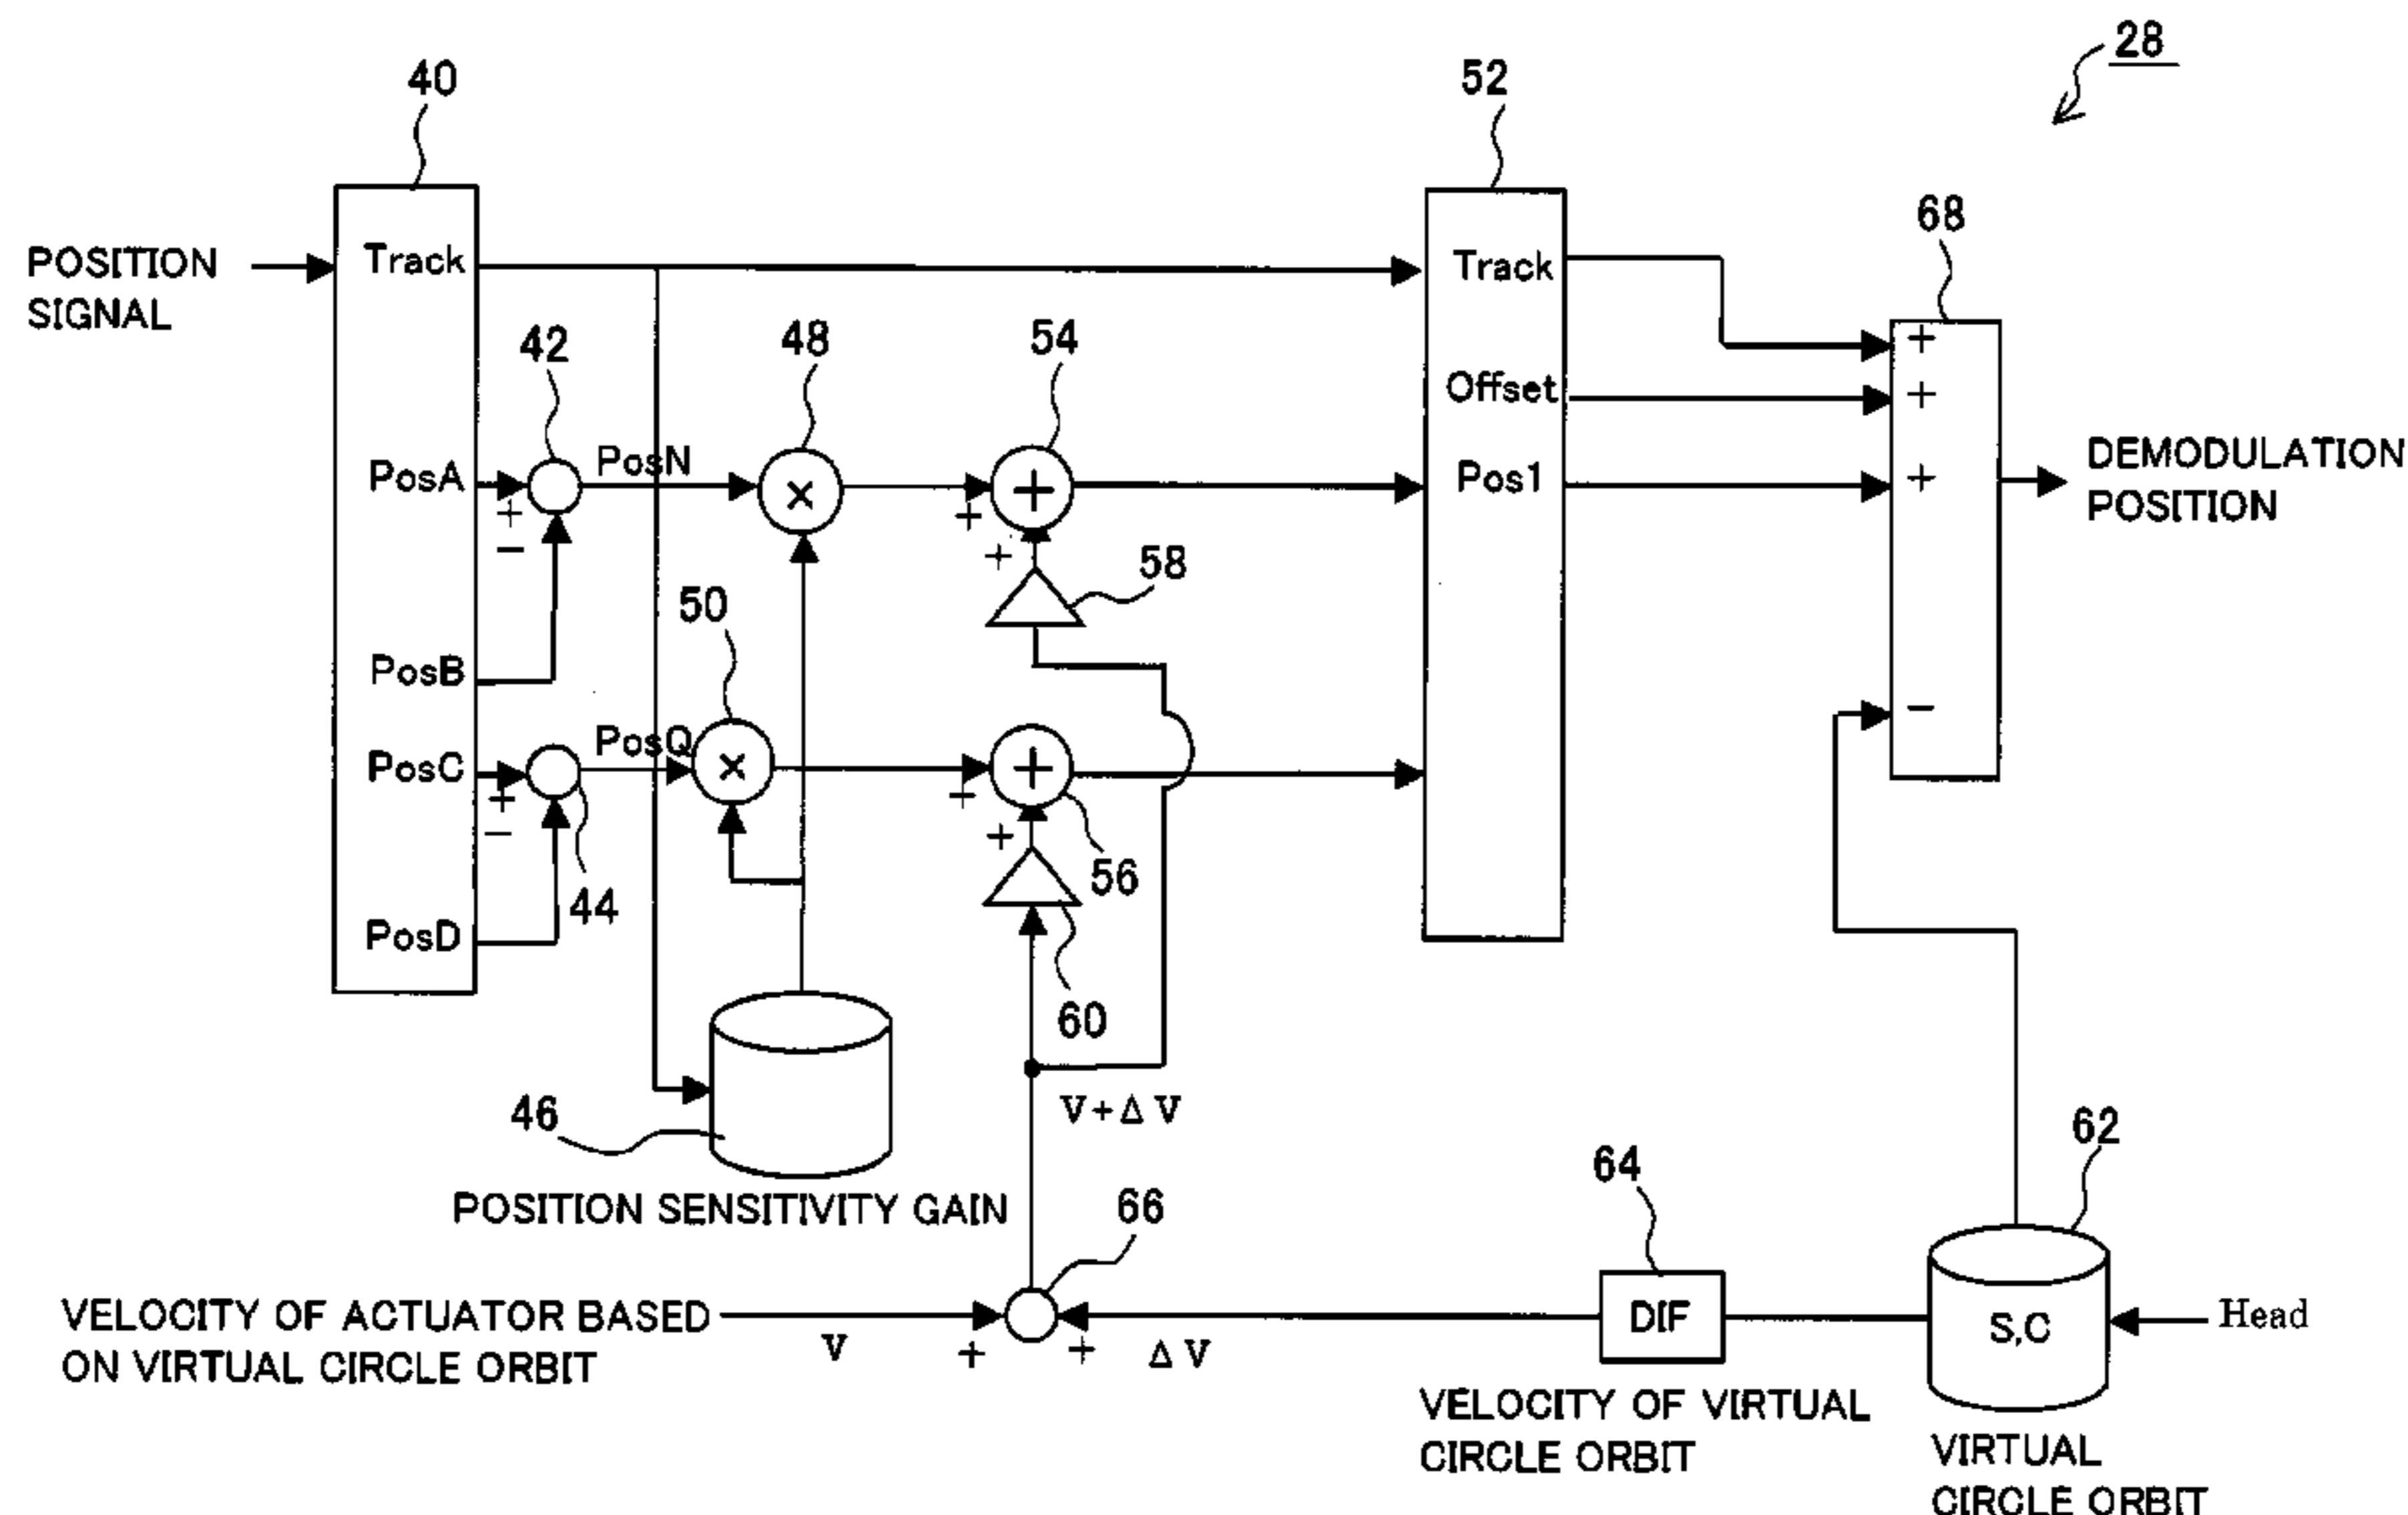 28
40
52
68
POSITION
SIGNAL
Track
Track
+
42
48
54
Offset
+
PosA
PosN
×
+
Pos1
+
DEMODULATION
POSITION
+
−
+
+
58
50
PosB
PosC
PosQ
×
+
−
+
−
+
+
56
44
PosD
60
46
V+Δ V
62
64
POSITION SENSITIVITY GAIN
66
VELOCITY OF ACTUATOR BASED
ON VIRTUAL CIRCLE ORBIT
V
+
+
Δ V
DIF
S,C
Head
VELOCITY OF VIRTUAL
CIRCLE ORBIT
VIRTUAL
CIRCLE ORBIT